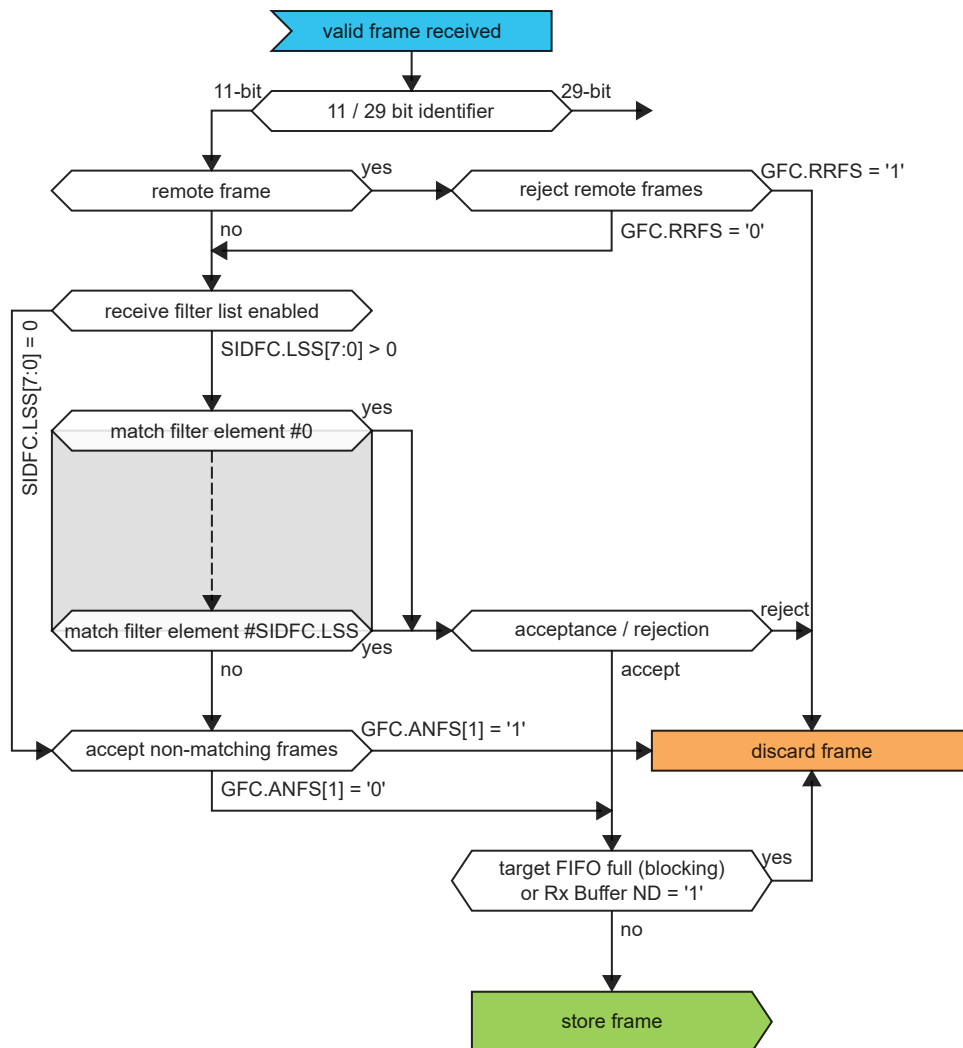 valid frame received
11-bit
29-bit
11 / 29 bit identifier
yes
GFC.RRFS = '1'
remote frame
reject remote frames
no
GFC.RRFS = '0'
receive filter list enabled
SIDFC.LSS[7:0] = 0
SIDFC.LSS[7:0] > 0
yes
match filter element #0
reject
match filter element #SIDFC.LSS
acceptance / rejection
yes
no
accept
GFC.ANFS[1] = '1'
accept non-matching frames
discard frame
GFC.ANFS[1] = '0'
yes
target FIFO full (blocking)
or Rx Buffer ND = '1'
no
store frame